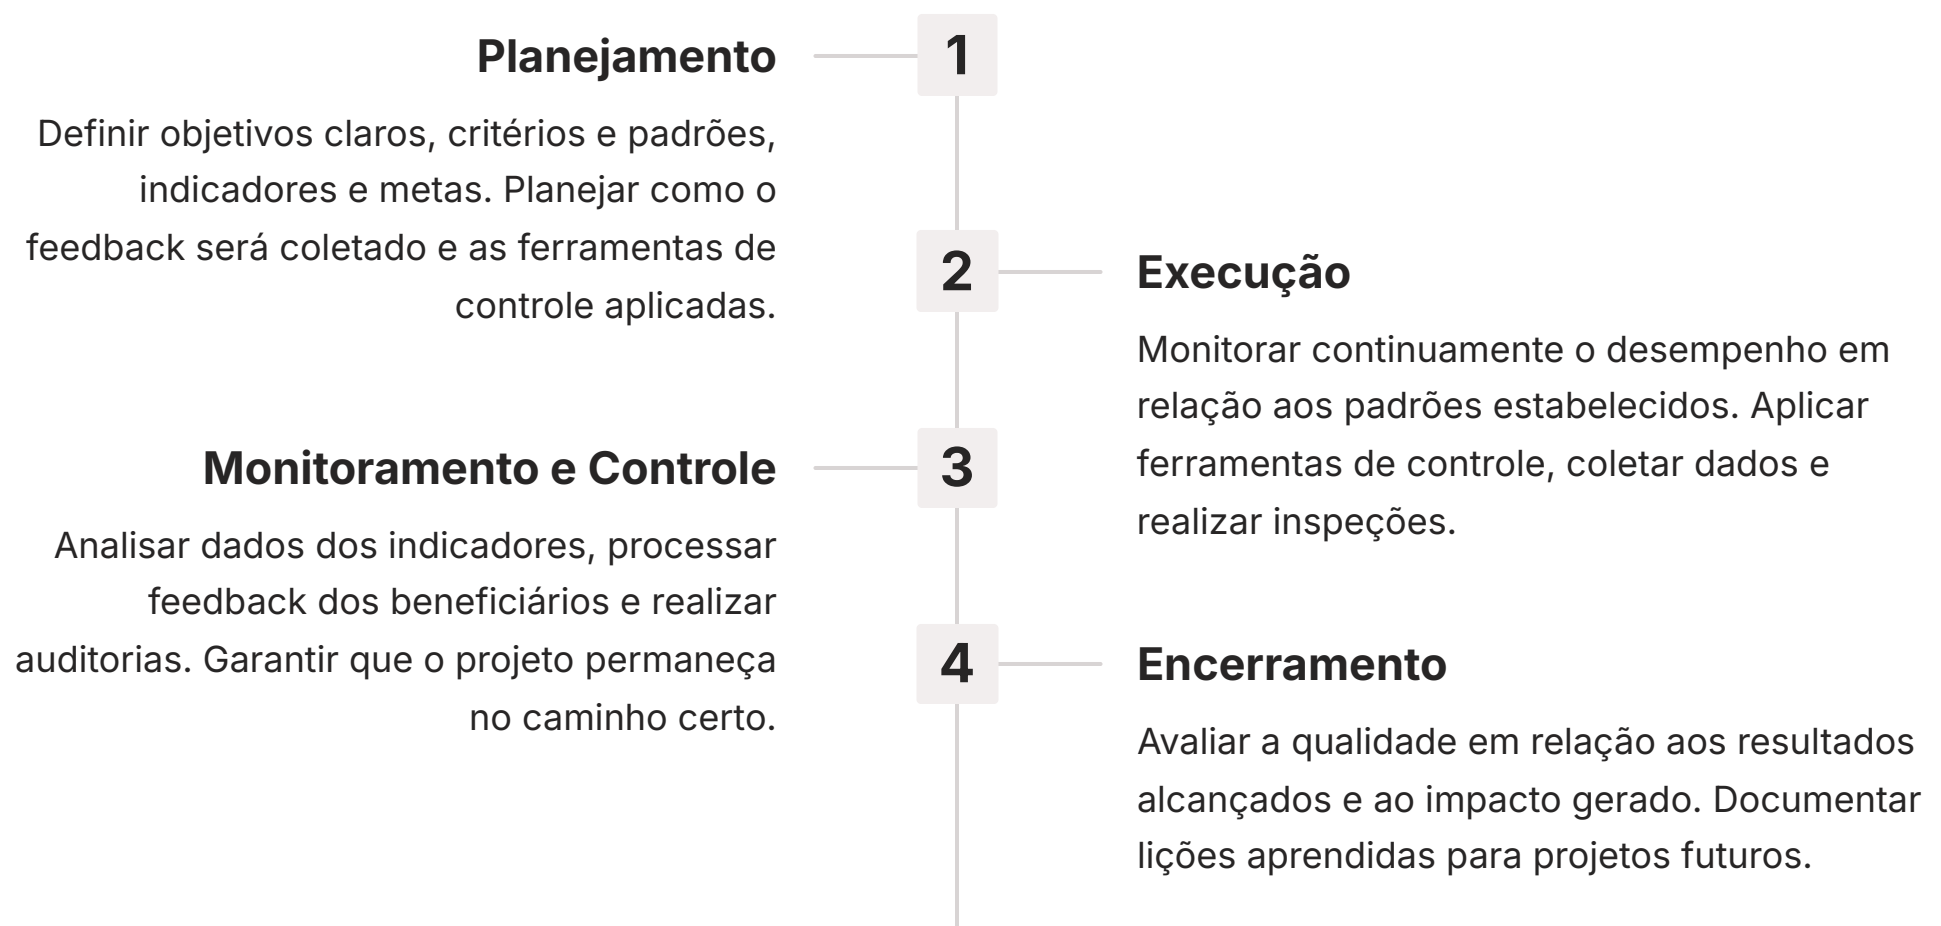 1
Planejamento
Definir objetivos claros, critérios e padrões,
indicadores e metas. Planejar como o
feedback será coletado e as ferramentas de
controle aplicadas.
2
Execução
Monitorar continuamente o desempenho em
relação aos padrões estabelecidos. Aplicar
ferramentas de controle, coletar dados e
realizar inspeções.
3
Monitoramento e Controle
Analisar dados dos indicadores, processar
feedback dos beneficiários e realizar
auditorias. Garantir que o projeto permaneça
no caminho certo.
4
Encerramento
Avaliar a qualidade em relação aos resultados
alcançados e ao impacto gerado. Documentar
lições aprendidas para projetos futuros.